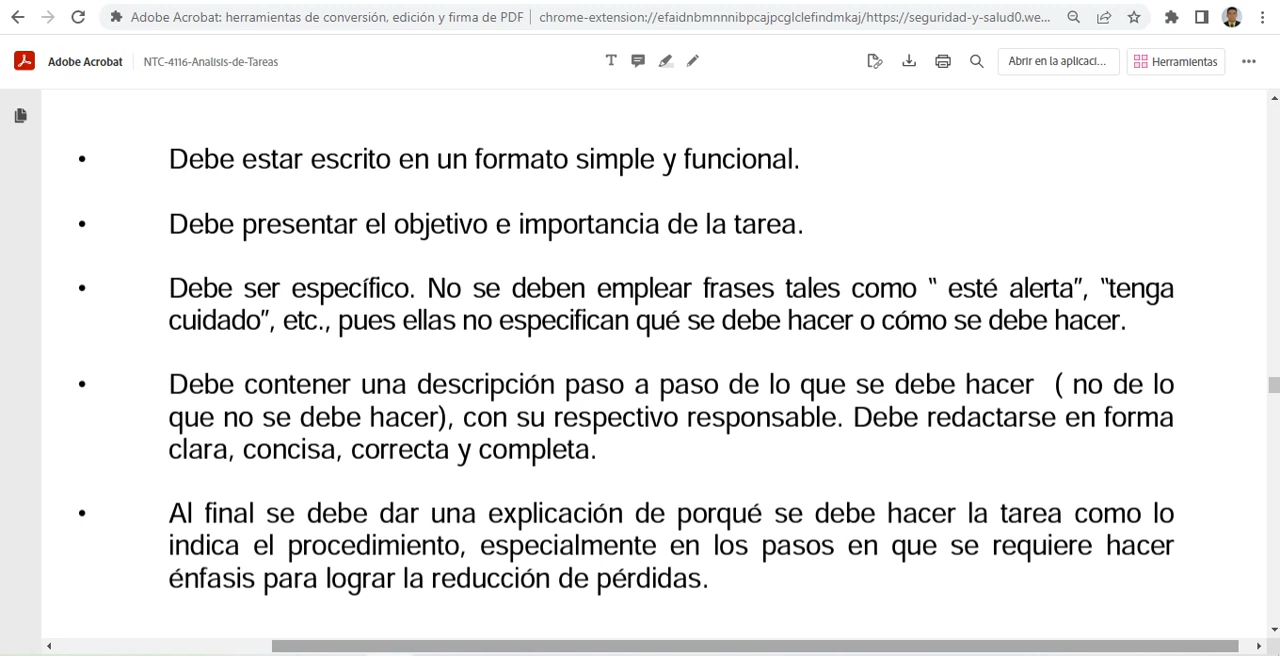 Adobe Acrobat: herramientas de conversión, edición y firma de PDF | chrome-extension://efaidnbmnnnibpcajpcglclefindmkaj/https://seguridad-y-salud0.we...
Adobe Acrobat NTC-4116-Analisis-de-Tareas T Abrir en la aplicaci... Herramientas
• Debe estar escrito en un formato simple y funcional.
• Debe presentar el objetivo e importancia de la tarea.
• Debe ser específico. No se deben emplear frases tales como “ esté alerta”, “tenga
cuidado”, etc., pues ellas no especifican qué se debe hacer o cómo se debe hacer.
• Debe contener una descripción paso a paso de lo que se debe hacer ( no de lo
que no se debe hacer), con su respectivo responsable. Debe redactarse en forma
clara, concisa, correcta y completa.
• Al final se debe dar una explicación de porqué se debe hacer la tarea como lo
indica el procedimiento, especialmente en los pasos en que se requiere hacer
énfasis para lograr la reducción de pérdidas.